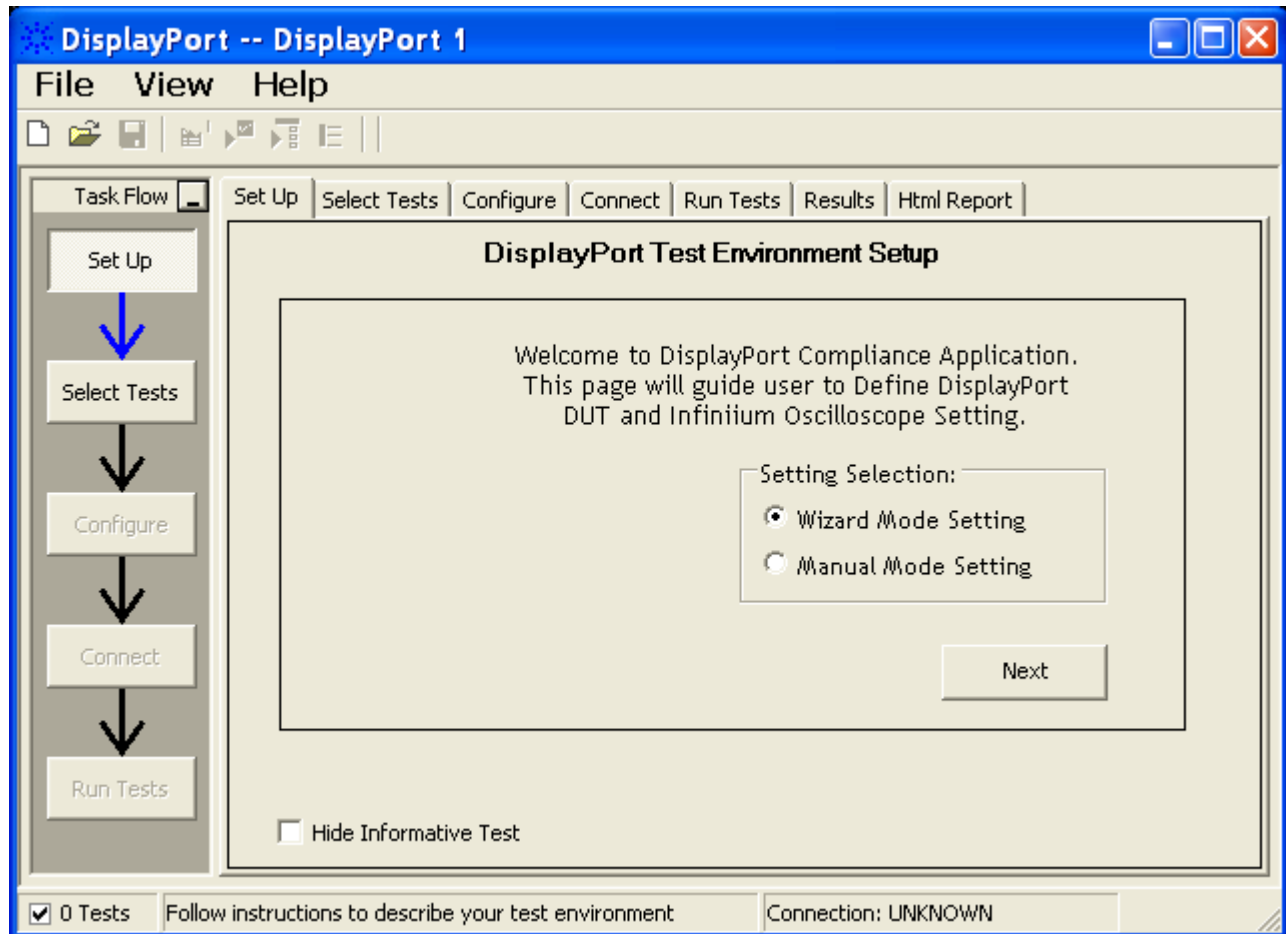 DisplayPort -- DisplayPort 1
File View Help
Task Flow
Set Up
Select Tests
Configure
Connect
Run Tests
Set Up Select Tests Configure Connect Run Tests Results Html Report
DisplayPort Test Environment Setup
Welcome to DisplayPort Compliance Application.
This page will guide user to Define DisplayPort
DUT and Infiniium Oscilloscope Setting.
Setting Selection:
Wizard Mode Setting
Manual Mode Setting
Next
Hide Informative Test
0 Tests Follow instructions to describe your test environment Connection: UNKNOWN